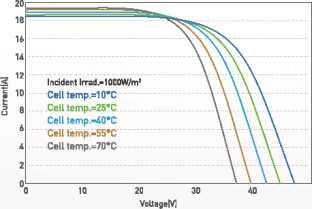 20
18
16
14
12
10
8
6
4
2
0
Current[A]
Incident Irrad.=1000W/m²
Cell temp.=10°C
Cell temp.=25°C
Cell temp.=40°C
Cell temp.=55°C
Cell temp.=70°C
0 10 20 30 40
Voltage[V]